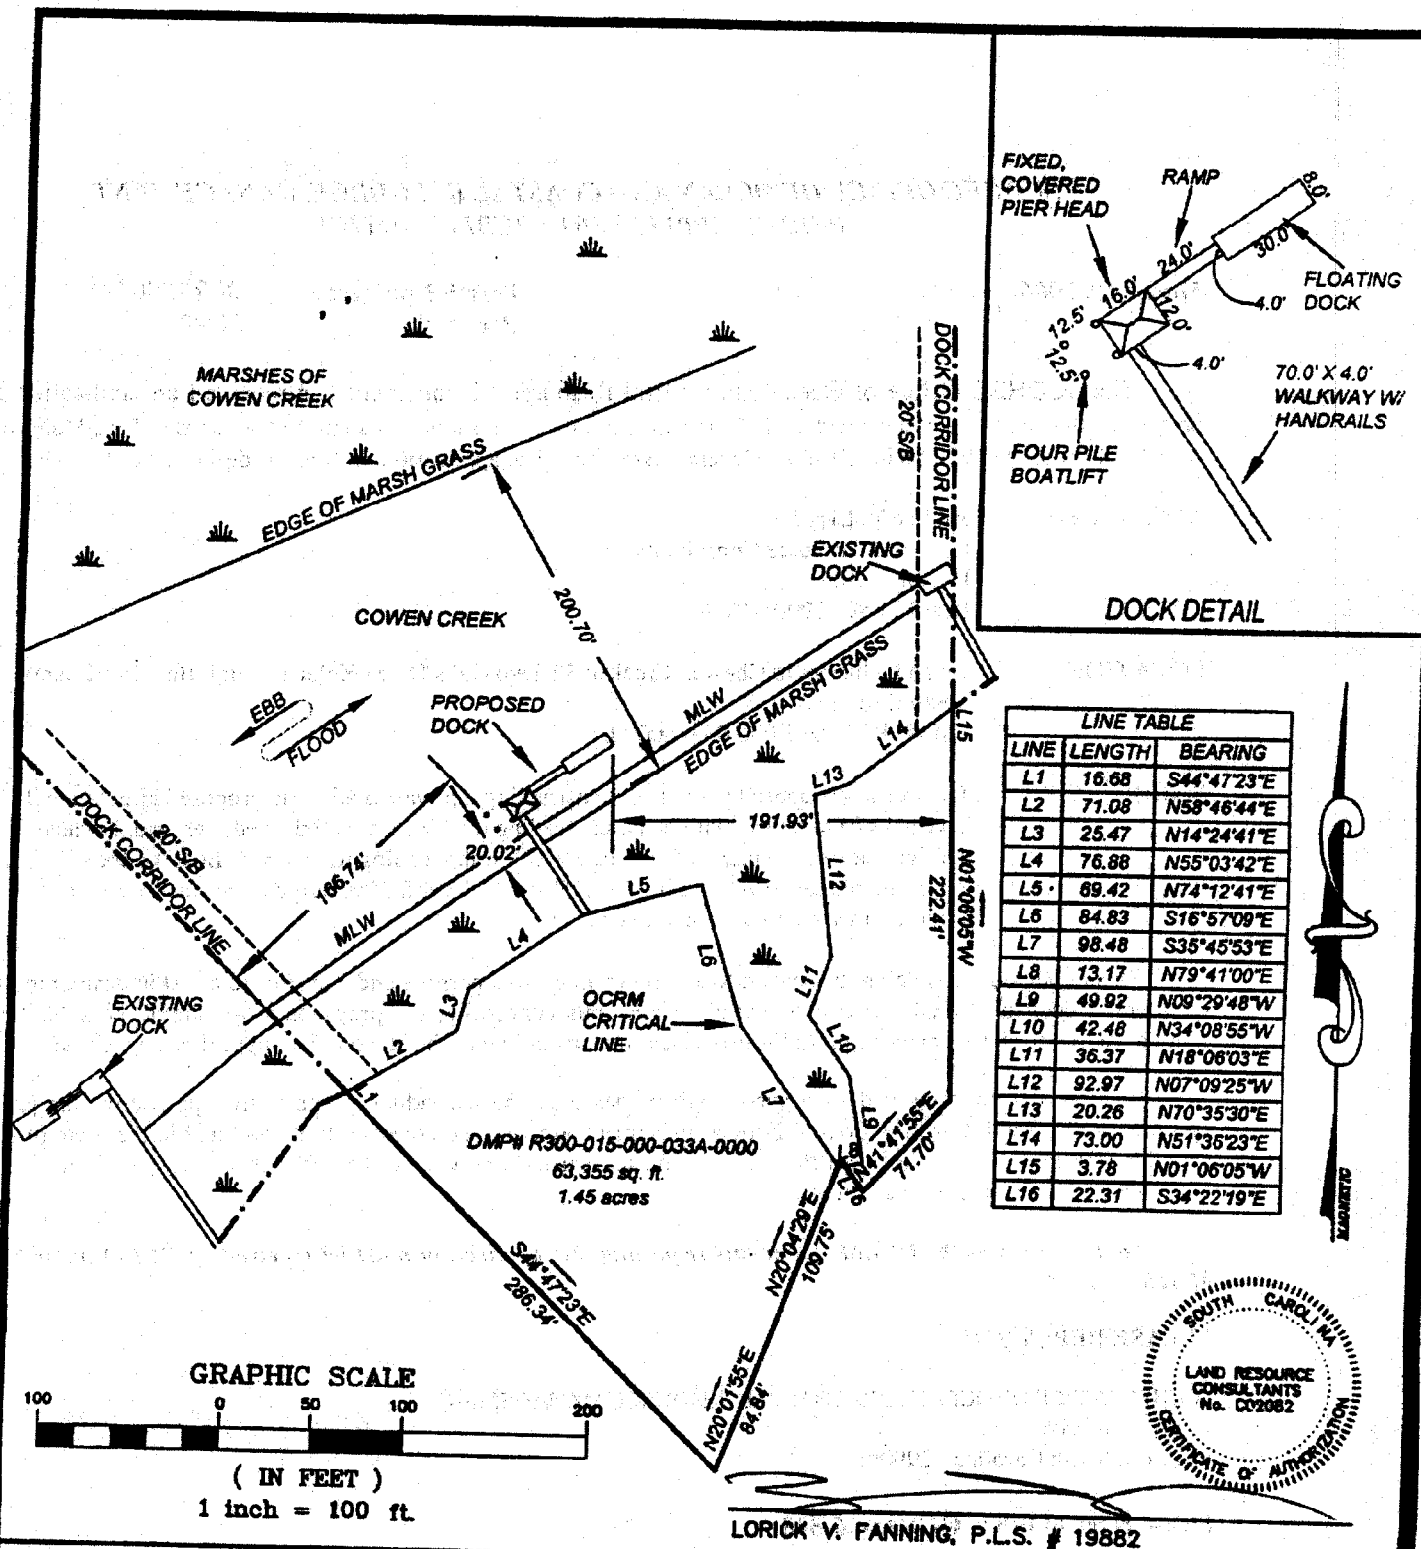 MARSHES OF
COWEN CREEK
EDGE OF MARSH GRASS
COWEN CREEK
200.70'
EBB
FLOOD
PROPOSED
DOCK
MLW
EDGE OF MARSH GRASS
EXISTING
DOCK
DOCK CORRIDOR LINE
20' S/B
L14
L15
L13
191.93'
L12
N01°06'05"W
222.41'
20' S/B
DOCK CORRIDOR LINE
166.74'
20.02'
MLW
L5
L4
L6
L3
L2
L1
EXISTING
DOCK
OCRM
CRITICAL
LINE
L11
L10
L7
L9
L8
L16
N41°41'55"E
71.70'
DMP# R300-015-000-033A-0000
63,355 sq. ft.
1.45 acres
S44°47'23"E
286.34'
N20°04'29"E
109.75'
N20°01'55"E
84.84'
FIXED,
COVERED
PIER HEAD
RAMP
8.0'
30.0'
24.0'
16.0'
12.0'
12.5'
12.5'
4.0'
4.0'
FLOATING
DOCK
70.0' X 4.0'
WALKWAY W/
HANDRAILS
FOUR PILE
BOATLIFT
DOCK DETAIL
LINE TABLE
LINE LENGTH BEARING
L1 16.68 S44°47'23"E
L2 71.08 N58°46'44"E
L3 25.47 N14°24'41"E
L4 76.88 N55°03'42"E
L5 69.42 N74°12'41"E
L6 84.83 S16°57'09"E
L7 98.48 S35°45'53"E
L8 13.17 N79°41'00"E
L9 49.92 N09°29'48"W
L10 42.48 N34°08'55"W
L11 36.37 N18°06'03"E
L12 92.97 N07°09'25"W
L13 20.26 N70°35'30"E
L14 73.00 N51°36'23"E
L15 3.78 N01°06'05"W
L16 22.31 S34°22'19"E
MAGNETIC
GRAPHIC SCALE
100 0 50 100 200
( IN FEET )
1 inch = 100 ft.
SOUTH CAROLINA
LAND RESOURCE
CONSULTANTS
No. C02082
CERTIFICATE OF AUTHORIZATION
LORICK V. FANNING, P.L.S. # 19882